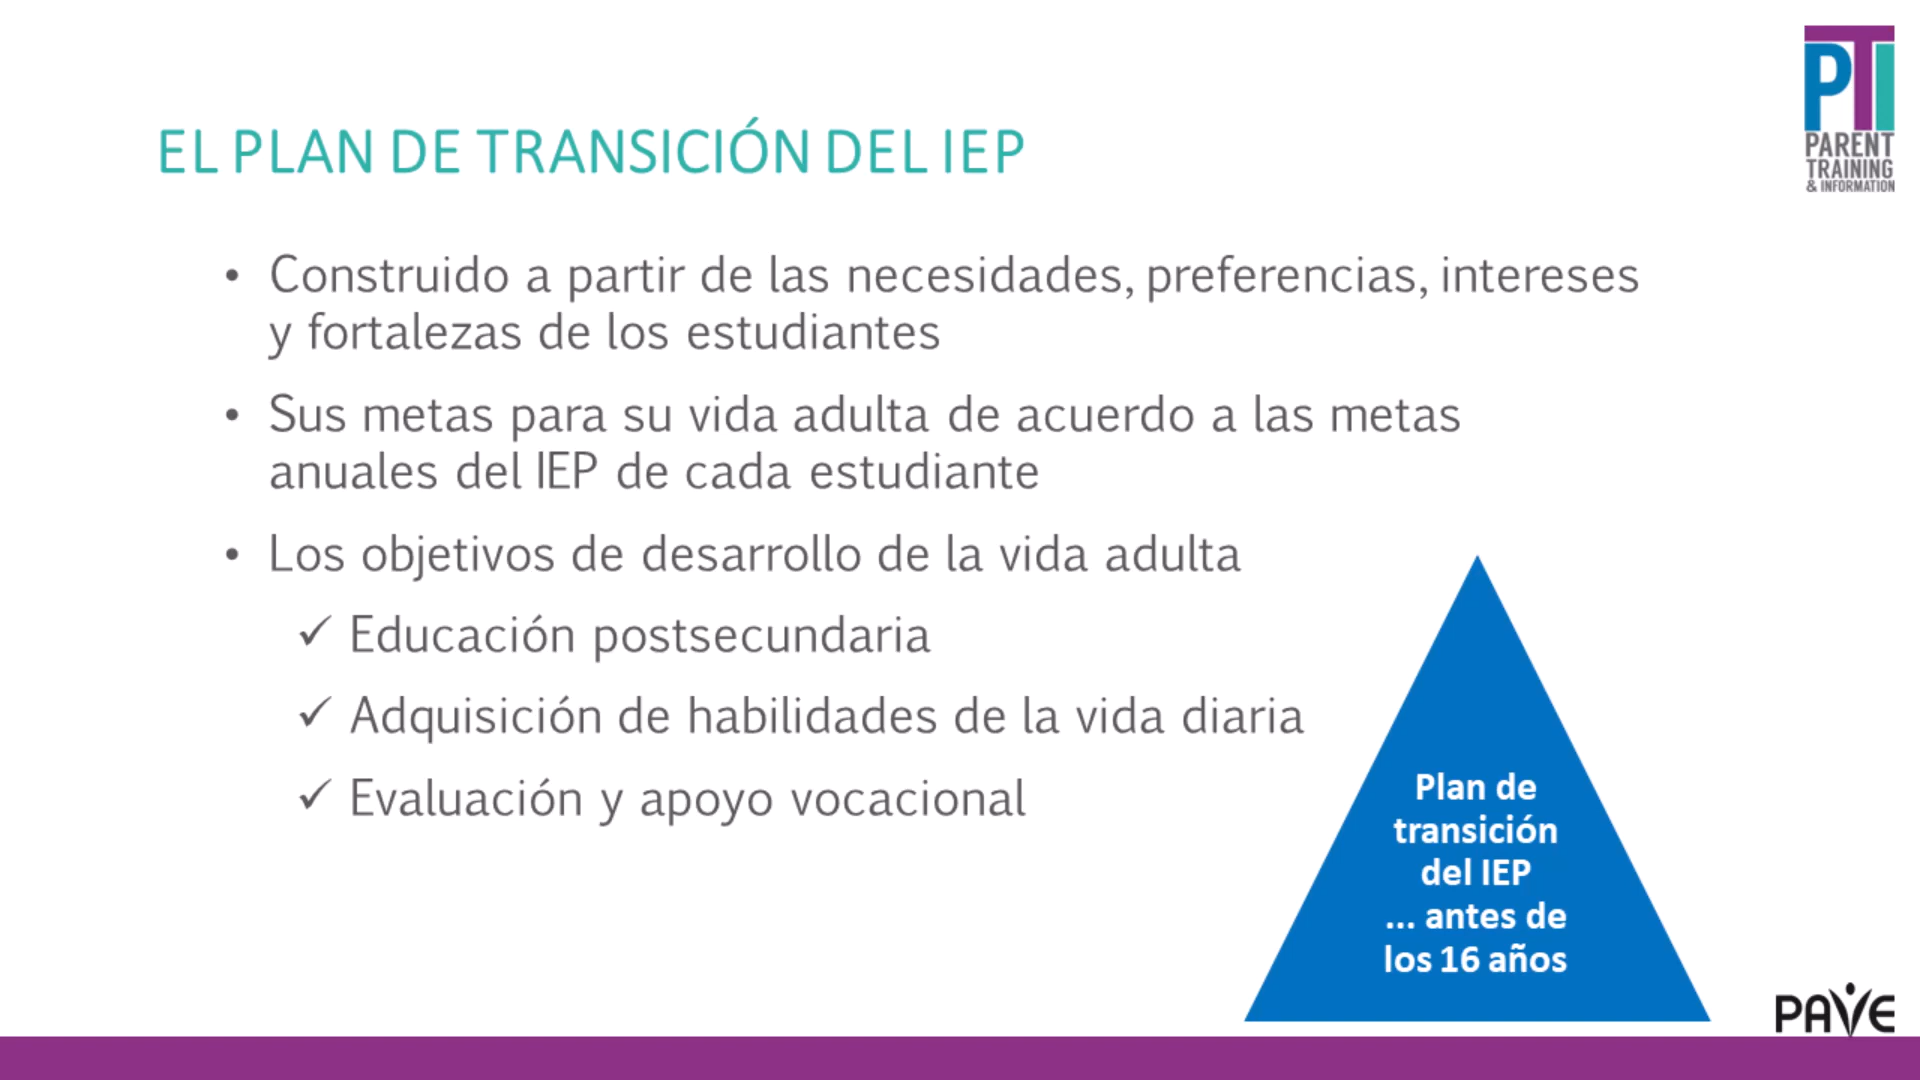 PTI
PARENT
TRAINING
& INFORMATION
EL PLAN DE TRANSICIÓN DEL IEP
• Construido a partir de las necesidades, preferencias, intereses
y fortalezas de los estudiantes
• Sus metas para su vida adulta de acuerdo a las metas
anuales del IEP de cada estudiante
• Los objetivos de desarrollo de la vida adulta
✓ Educación postsecundaria
✓ Adquisición de habilidades de la vida diaria
✓ Evaluación y apoyo vocacional
Plan de
transición
del IEP
... antes de
los 16 años
PAVE